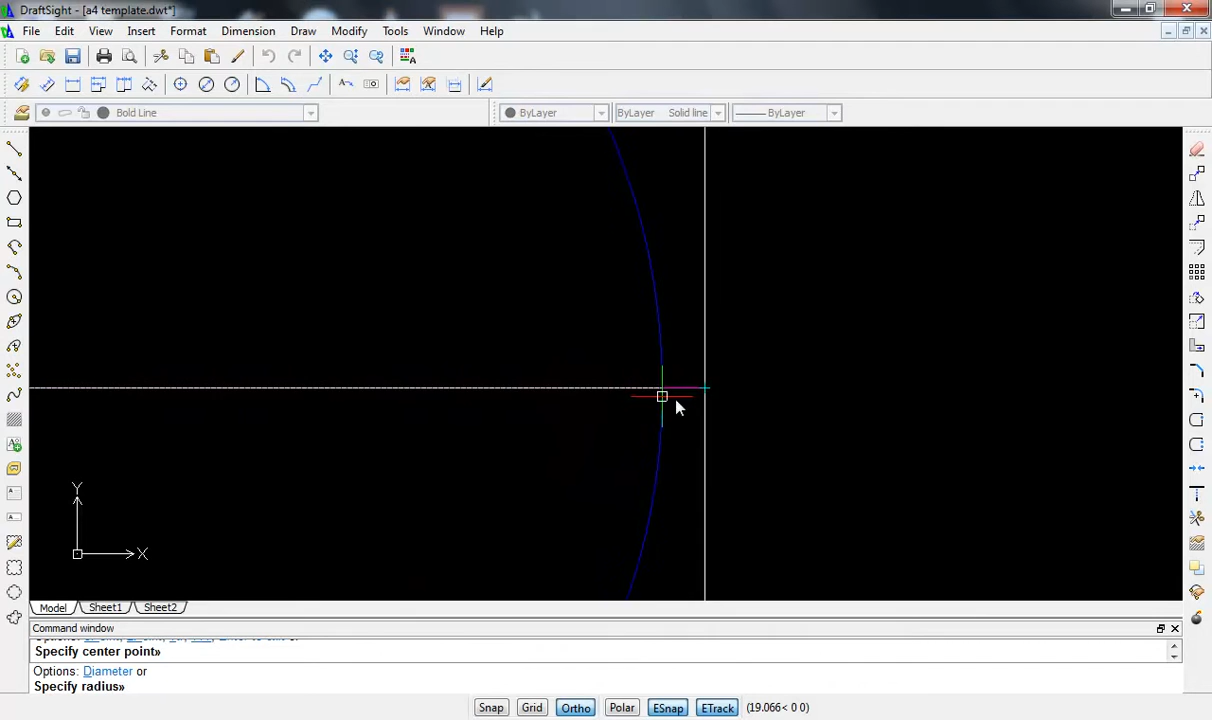 DraftSight - [a4 template.dwt*]
File Edit View Insert Format Dimension Draw Modify Tools Window Help
Bold Line ByLayer ByLayer Solid line ByLayer
Y
X
Model Sheet1 Sheet2
Command window
Specify center point»
Options: Diameter or
Specify radius»
Snap Grid Ortho Polar ESnap ETrack (19.066< 0 0)